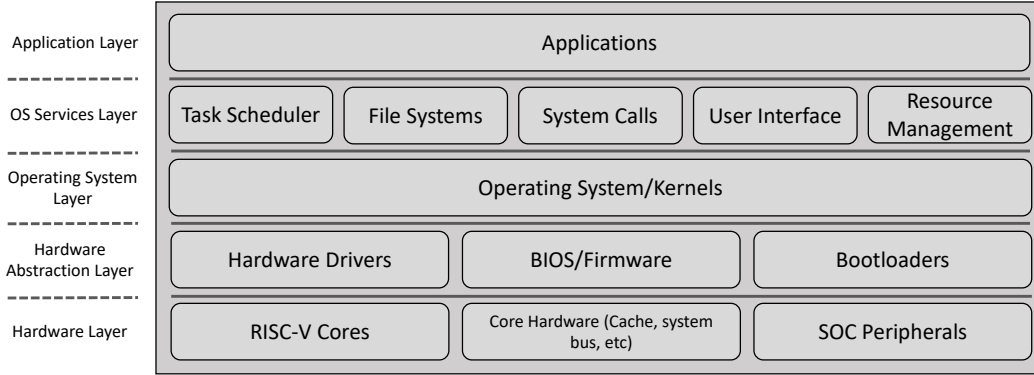 Application Layer
Applications
OS Services Layer
Task Scheduler
File Systems
System Calls
User Interface
Resource
Management
Operating System
Layer
Operating System/Kernels
Hardware
Abstraction Layer
Hardware Drivers
BIOS/Firmware
Bootloaders
Hardware Layer
RISC-V Cores
Core Hardware (Cache, system
bus, etc)
SOC Peripherals